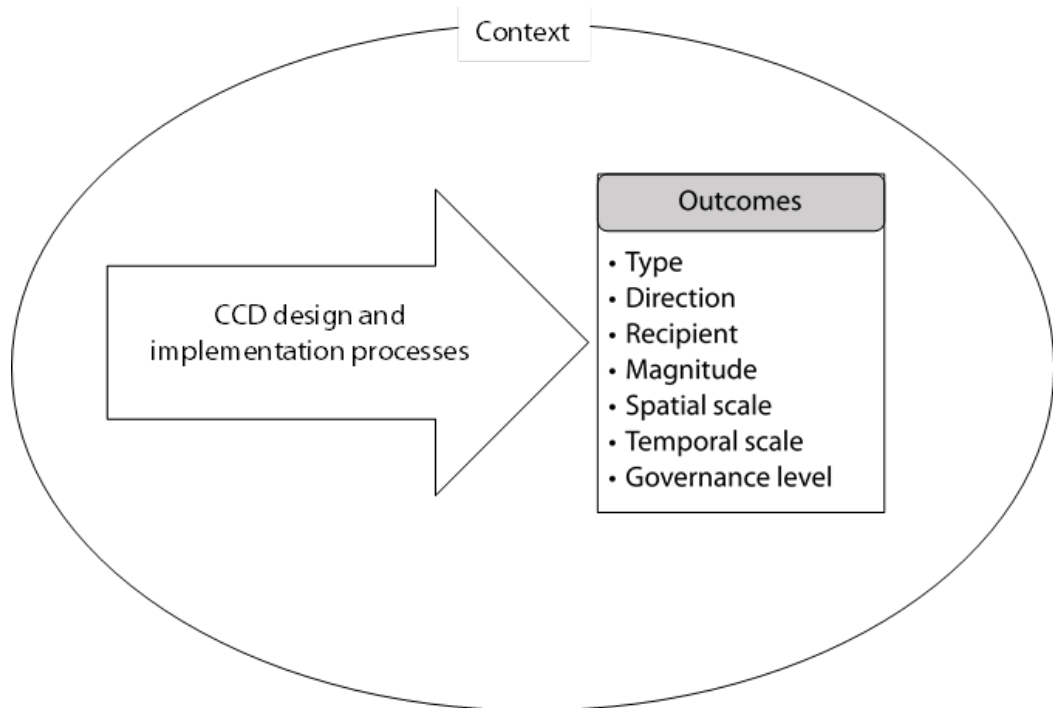 Context
Outcomes
CCD design and
implementation processes
• Type
• Direction
• Recipient
• Magnitude
• Spatial scale
• Temporal scale
• Governance level